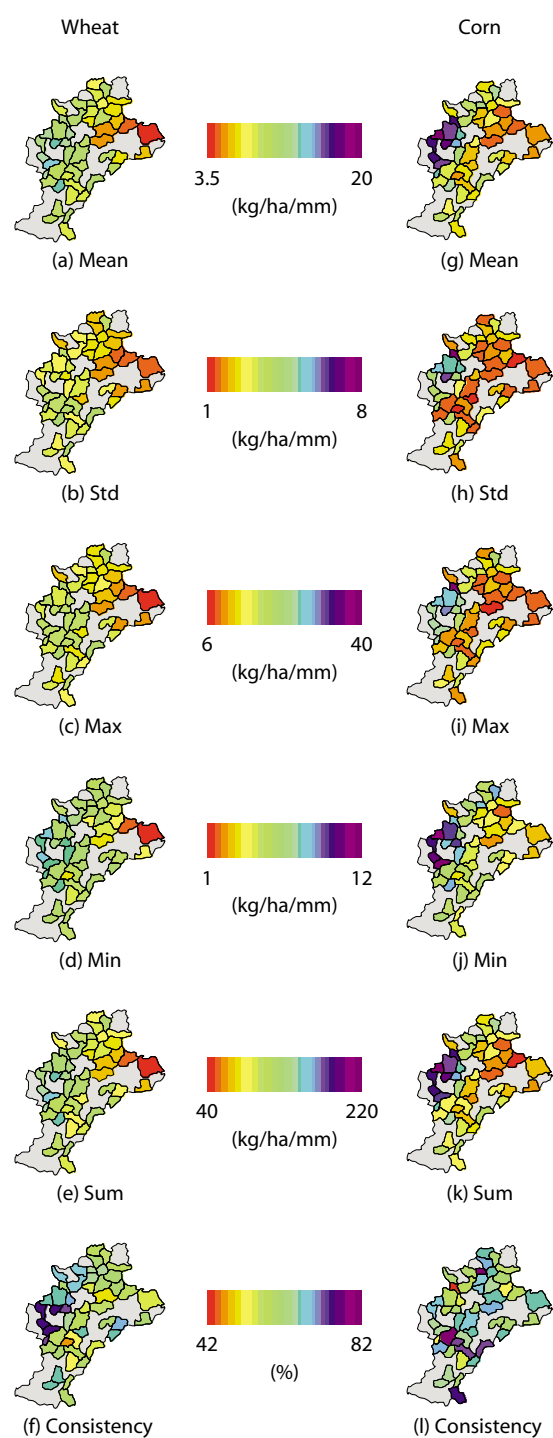 Wheat Corn
3.5 20
(kg/ha/mm)
(a) Mean (g) Mean
1 8
(kg/ha/mm)
(b) Std (h) Std
6 40
(kg/ha/mm)
(c) Max (i) Max
1 12
(kg/ha/mm)
(d) Min (j) Min
40 220
(kg/ha/mm)
(e) Sum (k) Sum
42 82
(%)
(f) Consistency (l) Consistency